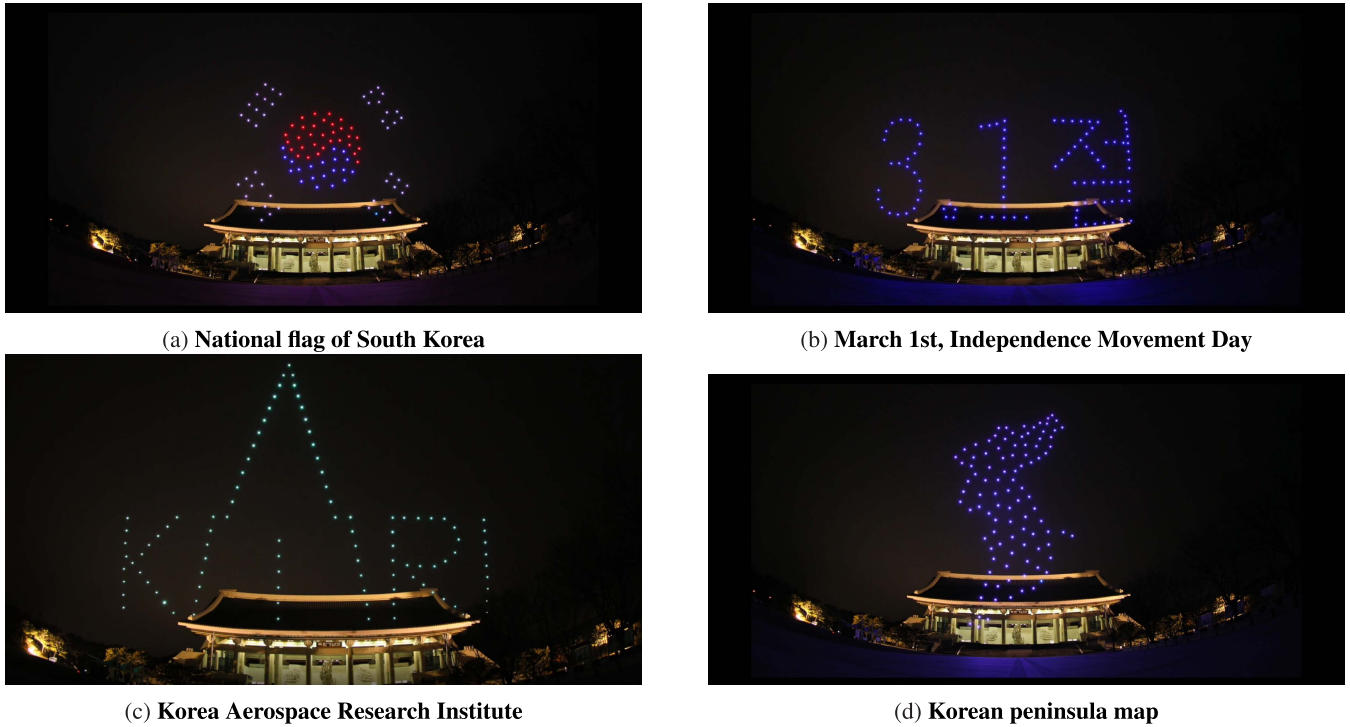 3.1절
(a) National flag of South Korea
(b) March 1st, Independence Movement Day
KARI
(c) Korea Aerospace Research Institute
(d) Korean peninsula map